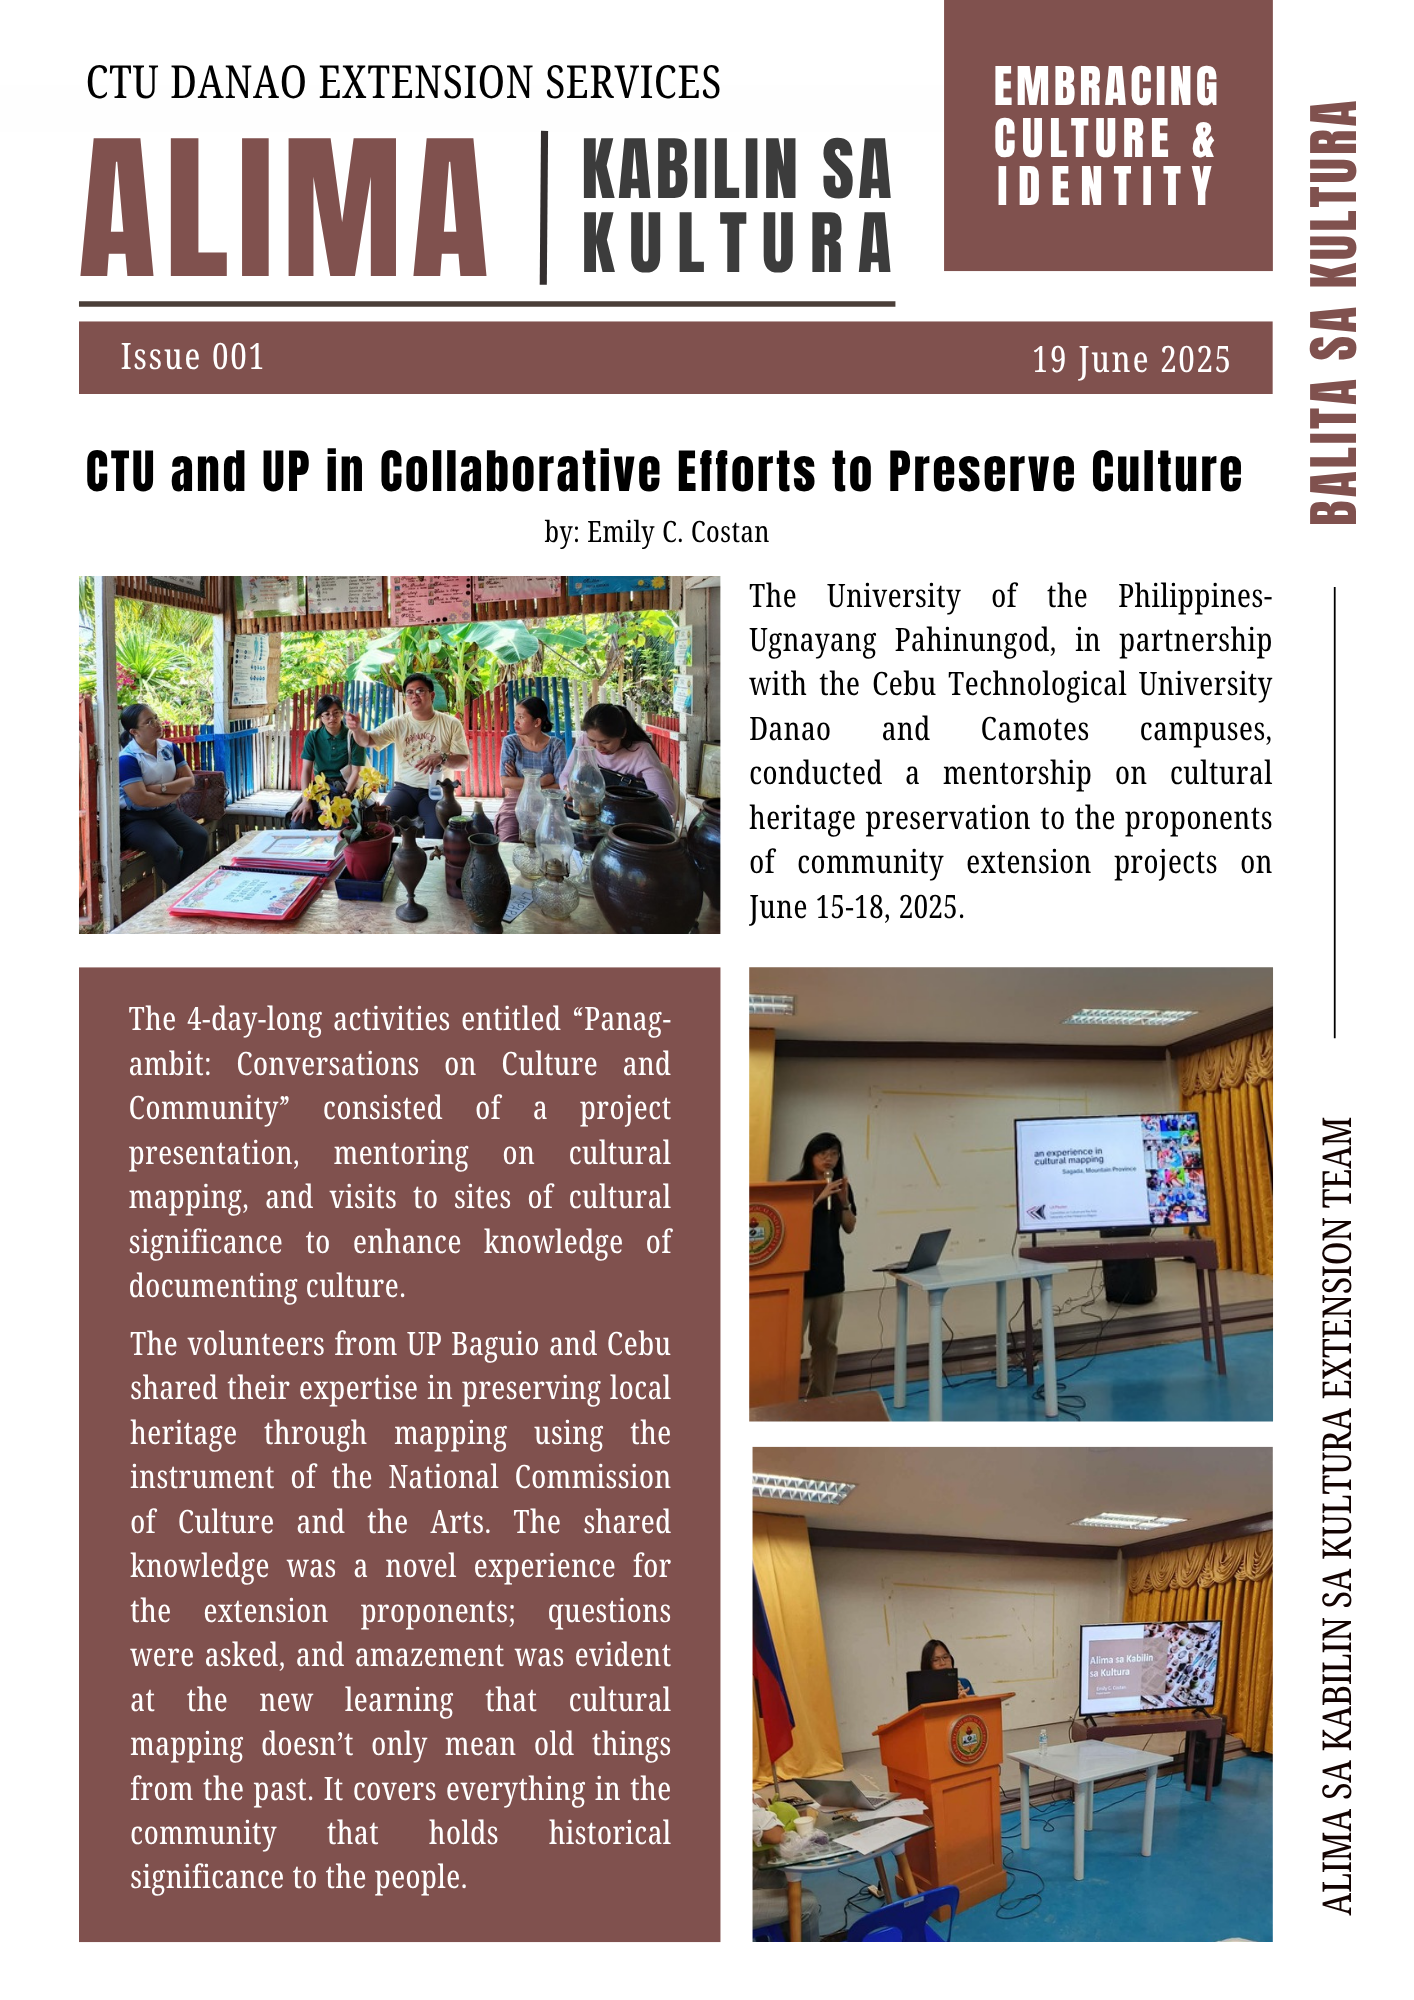 CTU DANAO EXTENSION SERVICES
ALIMA
KABILIN SA
KULTURA
EMBRACING
CULTURE &
IDENTITY
BALITA SA KULTURA
Issue 001
19 June 2025
CTU and UP in Collaborative Efforts to Preserve Culture
by: Emily C. Costan
The University of the Philippines-
Ugnayang Pahinungod, in partnership
with the Cebu Technological University
Danao and Camotes campuses,
conducted a mentorship on cultural
heritage preservation to the proponents
of community extension projects on
June 15-18, 2025.
The 4-day-long activities entitled “Panag-
ambit: Conversations on Culture and
Community” consisted of a project
presentation, mentoring on cultural
mapping, and visits to sites of cultural
significance to enhance knowledge of
documenting culture.
The volunteers from UP Baguio and Cebu
shared their expertise in preserving local
heritage through mapping using the
instrument of the National Commission
of Culture and the Arts. The shared
knowledge was a novel experience for
the extension proponents; questions
were asked, and amazement was evident
at the new learning that cultural
mapping doesn’t only mean old things
from the past. It covers everything in the
community that holds historical
significance to the people.
an experience in
cultural mapping
Sagada, Mountain Province
Alima sa Kabilin
sa Kultura
Emily C. Costan
ALIMA SA KABILIN SA KULTURA EXTENSION TEAM